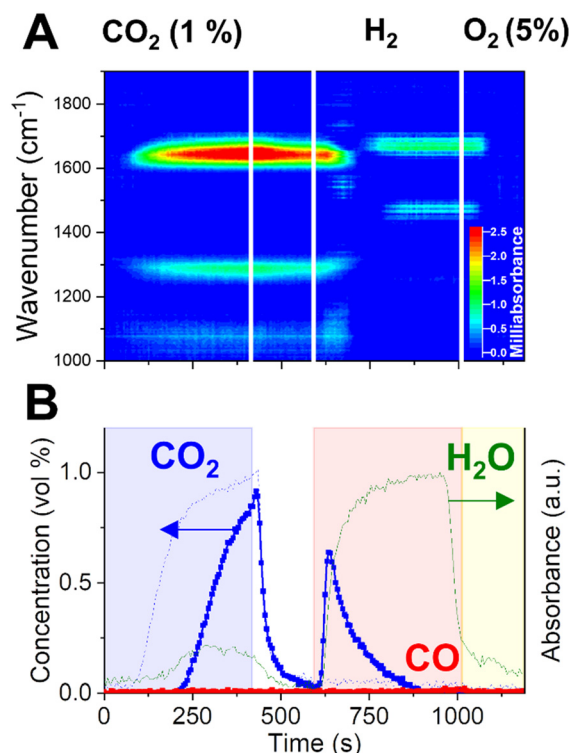 A
CO₂ (1 %) H₂ O₂ (5%)
Wavenumber (cm⁻¹)
1800
1600
1400
1200
1000
2.5
2.0
1.5
1.0
0.5
0.0
Milliabsorbance
B
Concentration (vol %)
1.0
0.5
0.0
CO₂
H₂O
CO
Absorbance (a.u.)
0 250 500 750 1000
Time (s)